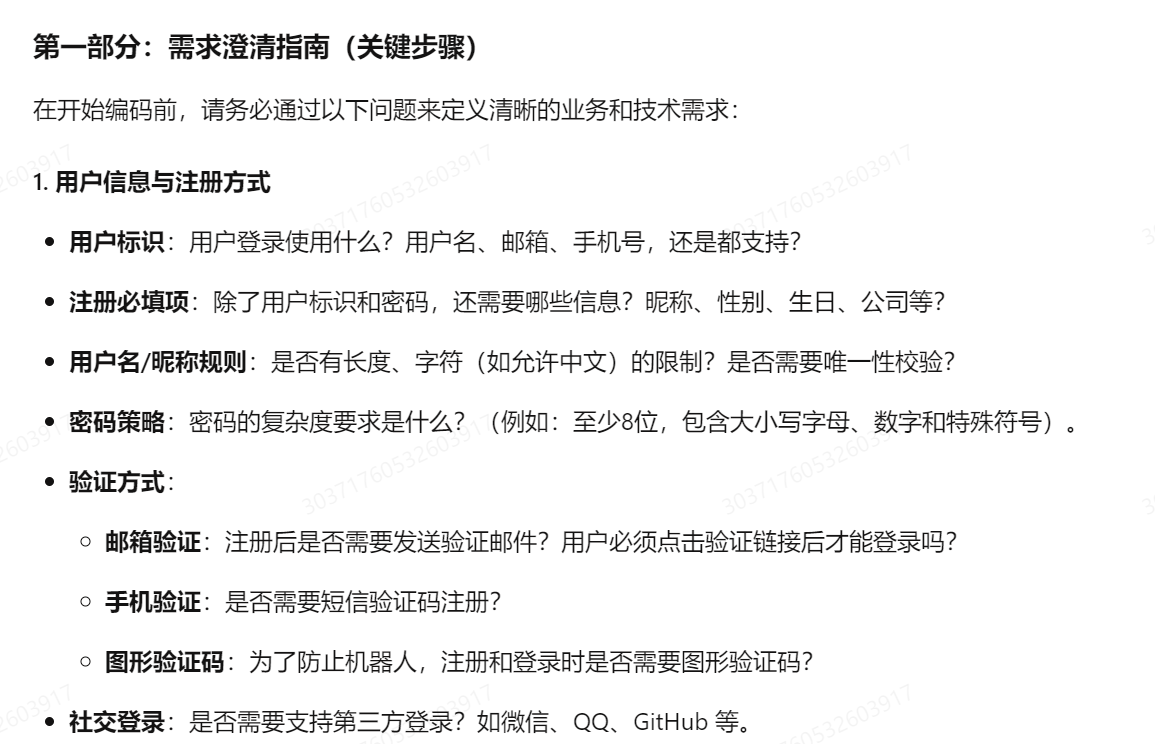 第一部分：需求澄清指南（关键步骤）
在开始编码前，请务必通过以下问题来定义清晰的业务和技术需求：
1. 用户信息与注册方式
用户标识：用户登录使用什么？用户名、邮箱、手机号，还是都支持？
注册必填项：除了用户标识和密码，还需要哪些信息？昵称、性别、生日、公司等？
用户名/昵称规则：是否有长度、字符（如允许中文）的限制？是否需要唯一性校验？
密码策略：密码的复杂度要求是什么？（例如：至少8位，包含大小写字母、数字和特殊符号）。
验证方式：
邮箱验证：注册后是否需要发送验证邮件？用户必须点击验证链接后才能登录吗？
手机验证：是否需要短信验证码注册？
图形验证码：为了防止机器人，注册和登录时是否需要图形验证码？
社交登录：是否需要支持第三方登录？如微信、QQ、GitHub 等。
3037176053260​3917